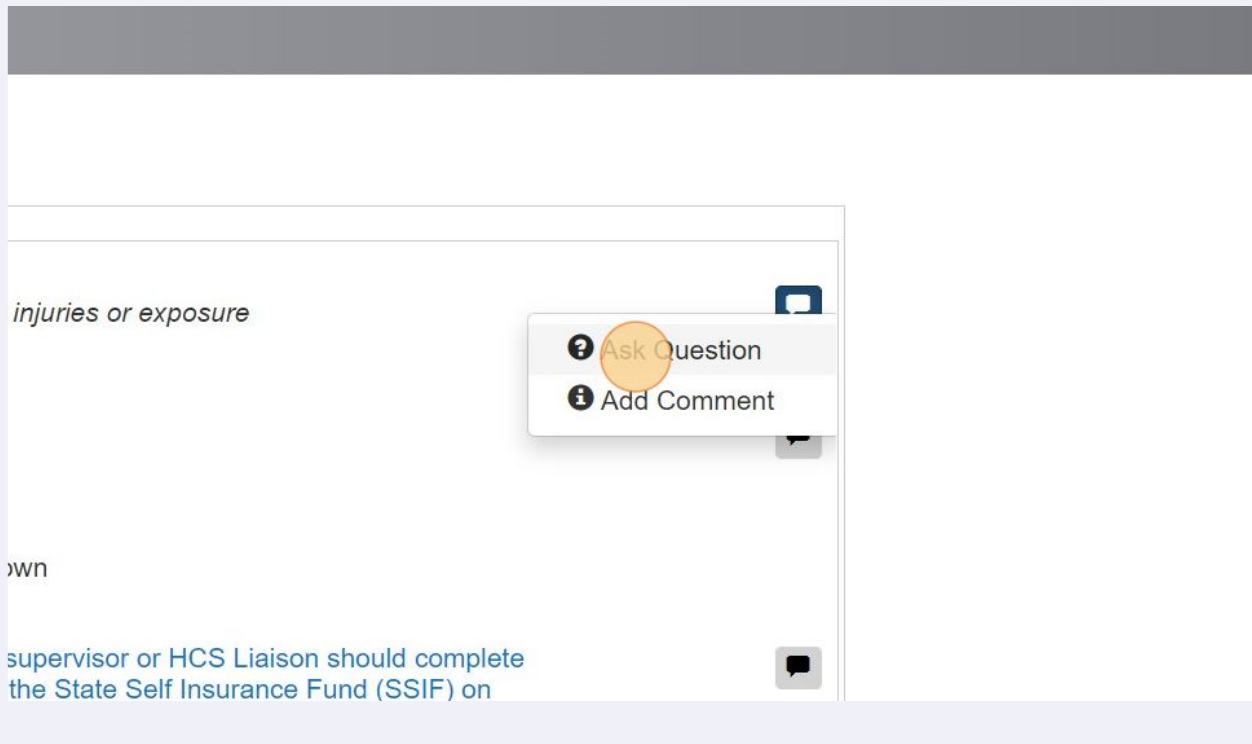 injuries or exposure
Ask Question
Add Comment
own
supervisor or HCS Liaison should complete
the State Self Insurance Fund (SSIF) on